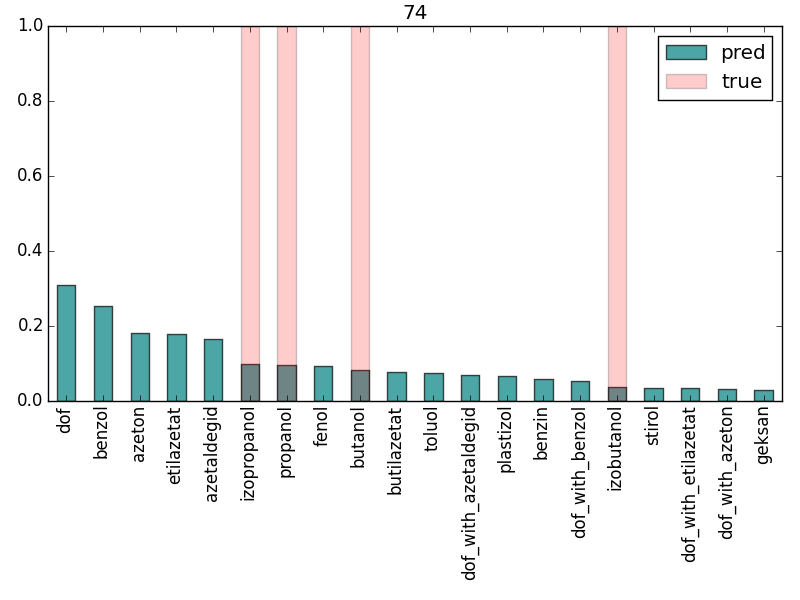 74
1.0
0.8
0.6
0.4
0.2
0.0
pred
true
dof
benzol
azeton
etilazetat
azetaldegid
izopropanol
propanol
fenol
butanol
butilazetat
toluol
dof_with_azetaldegid
plastizol
benzin
dof_with_benzol
izobutanol
stirol
dof_with_etilazetat
dof_with_azeton
geksan